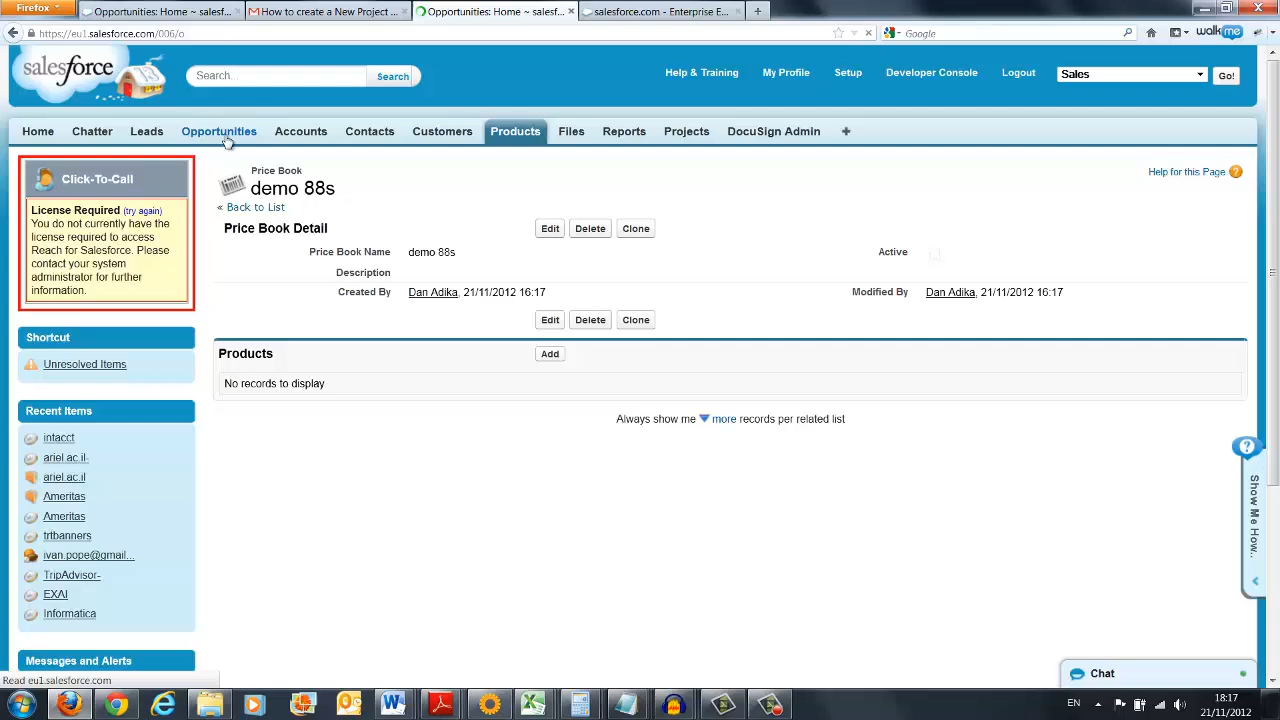 Firefox
Opportunities: Home ~ salesf...
How to create a New Project ...
Opportunities: Home ~ salesf...
salesforce.com - Enterprise E...
https://eu1.salesforce.com/006/o
Google
walkme
salesforce
Search...
Search
Help & Training
My Profile
Setup
Developer Console
Logout
Sales
Go!
Home
Chatter
Leads
Opportunities
Accounts
Contacts
Customers
Products
Files
Reports
Projects
DocuSign Admin
Click-To-Call
License Required (try again)
You do not currently have the
license required to access
Reach for Salesforce. Please
contact your system
administrator for further
information.
Shortcut
Unresolved Items
Recent Items
intacct
ariel.ac.il-
ariel.ac.il
Ameritas
Ameritas
trtbanners
ivan.pope@gmail...
TripAdvisor-
EXAI
Informatica
Messages and Alerts
Price Book
demo 88s
« Back to List
Help for this Page
Price Book Detail
Edit
Delete
Clone
Price Book Name
demo 88s
Active
Description
Created By
Dan Adika, 21/11/2012 16:17
Modified By
Dan Adika, 21/11/2012 16:17
Edit
Delete
Clone
Products
Add
No records to display
Always show me more records per related list
Show Me How..
Chat
Read eu1.salesforce.com
EN
18:17
21/11/2012